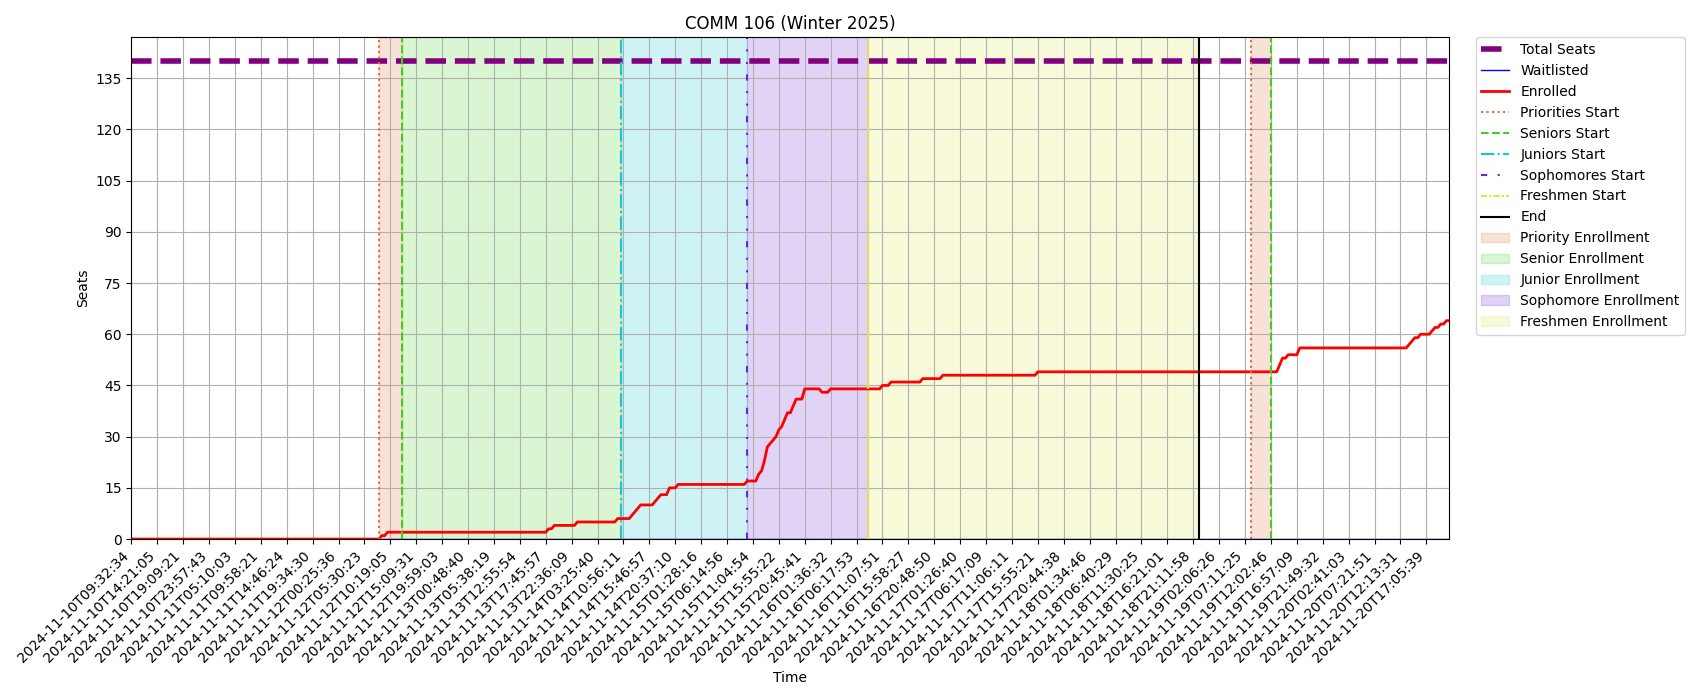 COMM 106 (Winter 2025)
Seats
135
120
105
90
75
60
45
30
15
0
2024-11-10T09:32:34
2024-11-10T14:21:05
2024-11-10T19:09:21
2024-11-10T23:57:43
2024-11-11T05:10:03
2024-11-11T09:58:21
2024-11-11T14:46:24
2024-11-11T19:34:30
2024-11-12T00:25:36
2024-11-12T05:30:23
2024-11-12T10:19:05
2024-11-12T15:09:31
2024-11-12T19:59:03
2024-11-13T00:48:40
2024-11-13T05:38:19
2024-11-13T12:55:54
2024-11-13T17:45:57
2024-11-13T22:36:09
2024-11-14T03:25:40
2024-11-14T10:56:11
2024-11-14T15:46:57
2024-11-14T20:37:10
2024-11-15T01:28:16
2024-11-15T06:14:56
2024-11-15T11:04:54
2024-11-15T15:55:22
2024-11-15T20:45:41
2024-11-16T01:36:32
2024-11-16T06:17:53
2024-11-16T11:07:51
2024-11-16T15:58:27
2024-11-16T20:48:50
2024-11-17T01:26:40
2024-11-17T06:17:09
2024-11-17T11:06:11
2024-11-17T15:55:21
2024-11-17T20:44:38
2024-11-18T01:34:46
2024-11-18T06:40:29
2024-11-18T11:30:25
2024-11-18T16:21:01
2024-11-18T21:11:58
2024-11-19T02:06:26
2024-11-19T07:11:25
2024-11-19T12:02:46
2024-11-19T16:57:09
2024-11-19T21:49:32
2024-11-20T02:41:03
2024-11-20T07:21:51
2024-11-20T12:13:31
2024-11-20T17:05:39
Time
Total Seats
Waitlisted
Enrolled
Priorities Start
Seniors Start
Juniors Start
Sophomores Start
Freshmen Start
End
Priority Enrollment
Senior Enrollment
Junior Enrollment
Sophomore Enrollment
Freshmen Enrollment